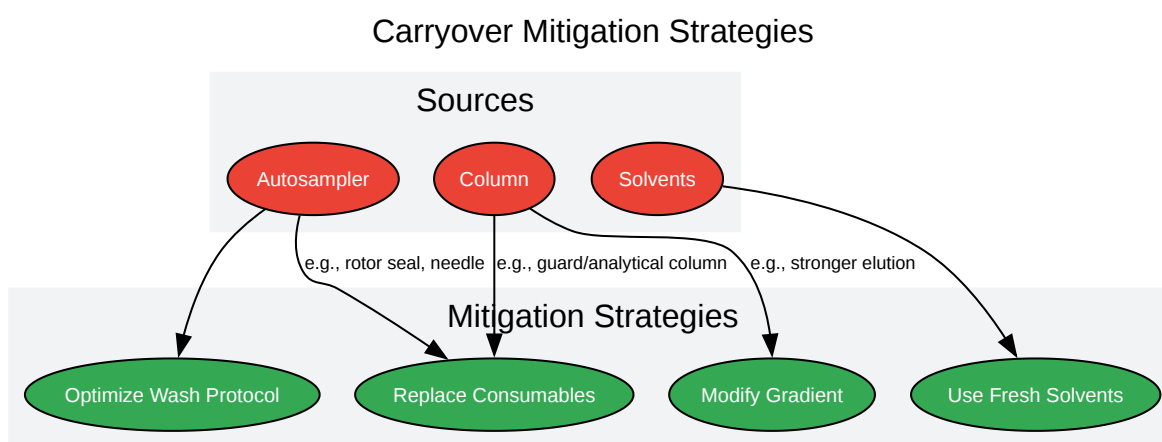 Carryover Mitigation Strategies
Sources
Autosampler
Column
Solvents
e.g., rotor seal, needle
e.g., guard/analytical column
e.g., stronger elution
Mitigation Strategies
Optimize Wash Protocol
Replace Consumables
Modify Gradient
Use Fresh Solvents